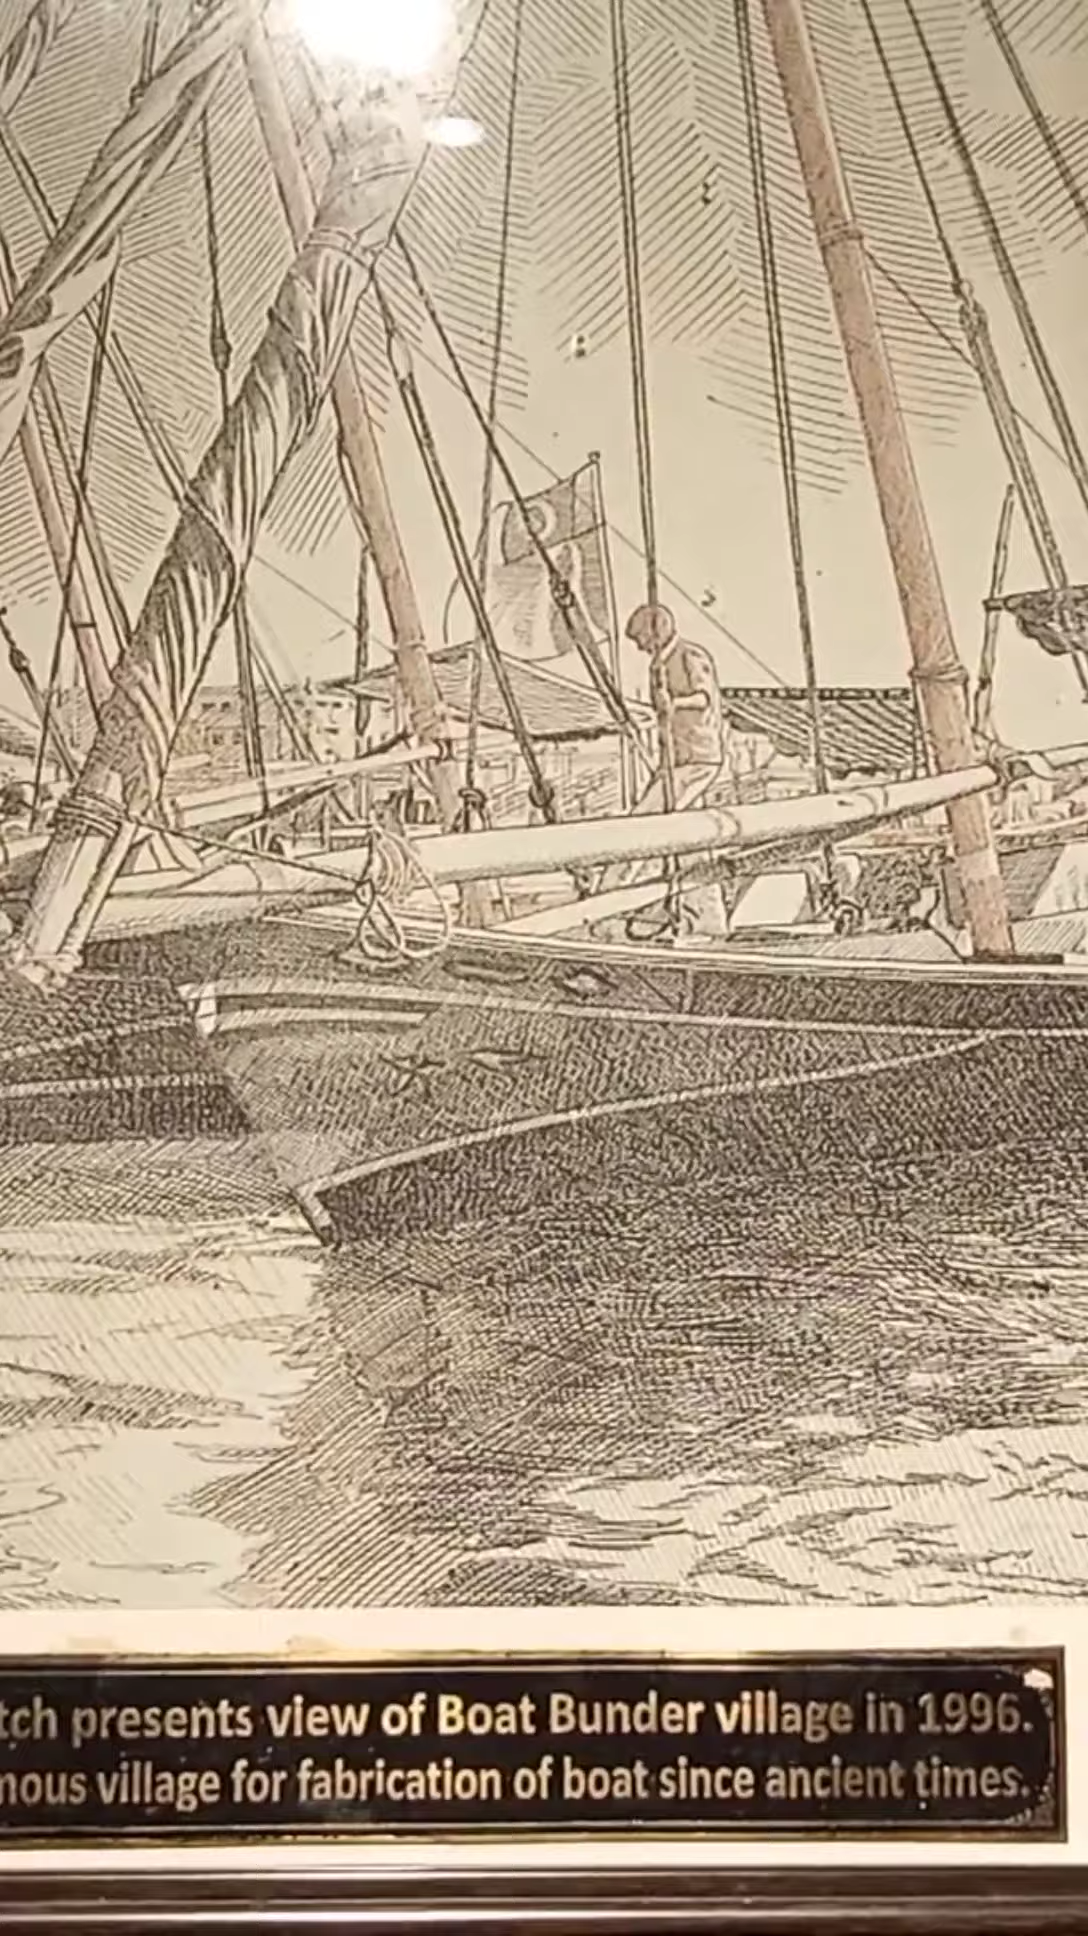 tch presents view of Boat Bunder village in 1996.
nous village for fabrication of boat since ancient times.